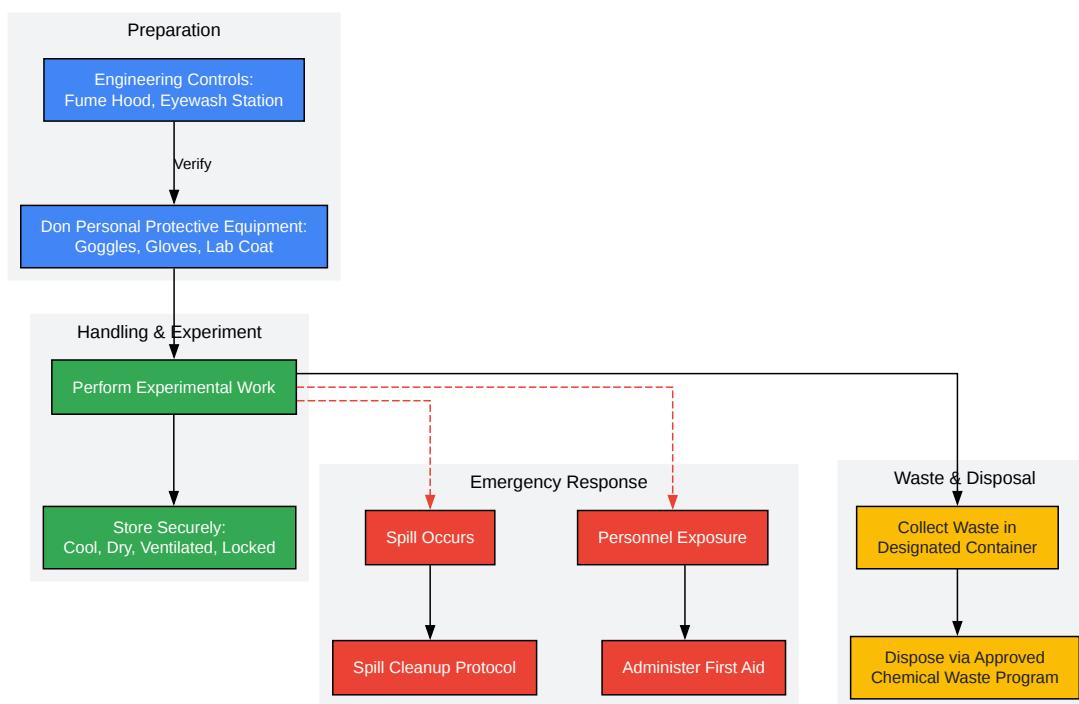 Preparation
Engineering Controls:
Fume Hood, Eyewash Station
Verify
Don Personal Protective Equipment:
Goggles, Gloves, Lab Coat
Handling & Experiment
Perform Experimental Work
Store Securely:
Cool, Dry, Ventilated, Locked
Emergency Response
Spill Occurs
Personnel Exposure
Spill Cleanup Protocol
Administer First Aid
Waste & Disposal
Collect Waste in
Designated Container
Dispose via Approved
Chemical Waste Program